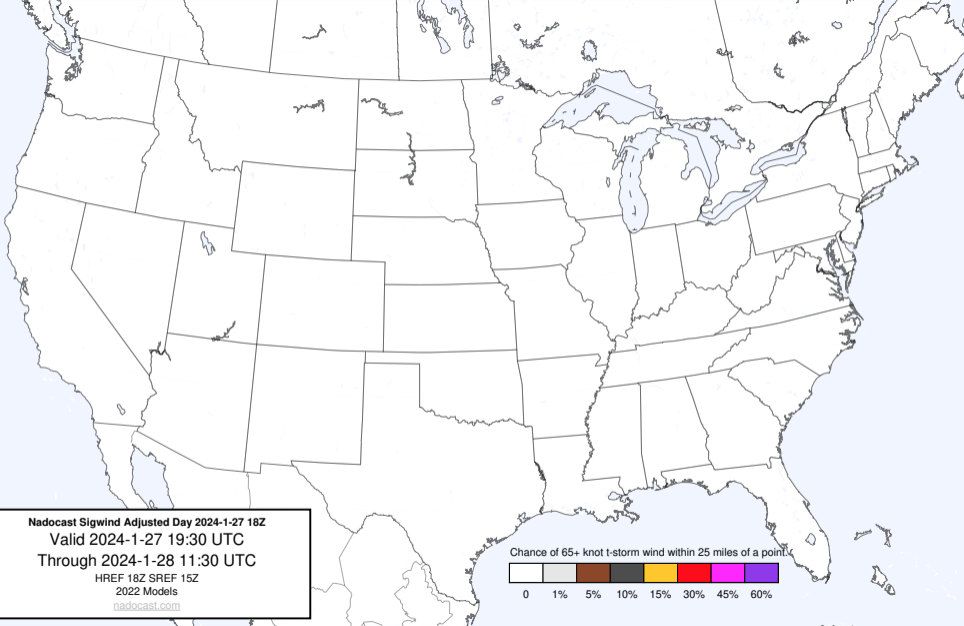 Nadocast Sigwind Adjusted Day 2024-1-27 18Z
Valid 2024-1-27 19:30 UTC
Through 2024-1-28 11:30 UTC
HREF 18Z SREF 15Z
2022 Models
nadocast.com
Chance of 65+ knot t-storm wind within 25 miles of a point.
0 1% 5% 10% 15% 30% 45% 60%